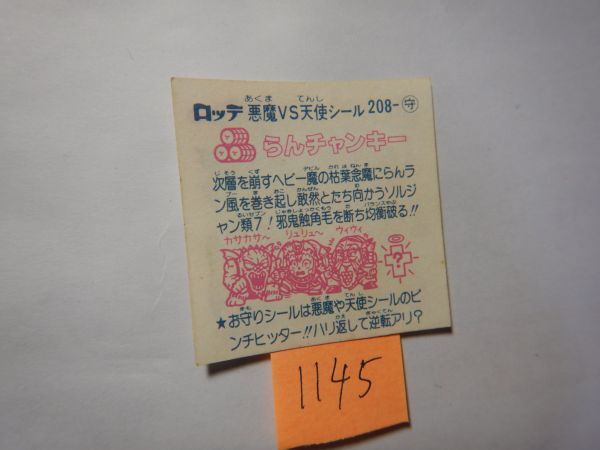 ロッテ 悪魔VS天使シール 208-守
らんチャンキー
次層を崩すヘビー魔の枯葉念魔にらんラ
ン風を巻き起し敢然とたち向かうソルジ
ャン類7!邪鬼触角毛を断ち均衡破る!!
カサカサ〜 リュリュ〜 ウィウィ
?
★お守りシールは悪魔や天使シールのピ
ンチヒッター!!ハリ返して逆転アリ?
1145